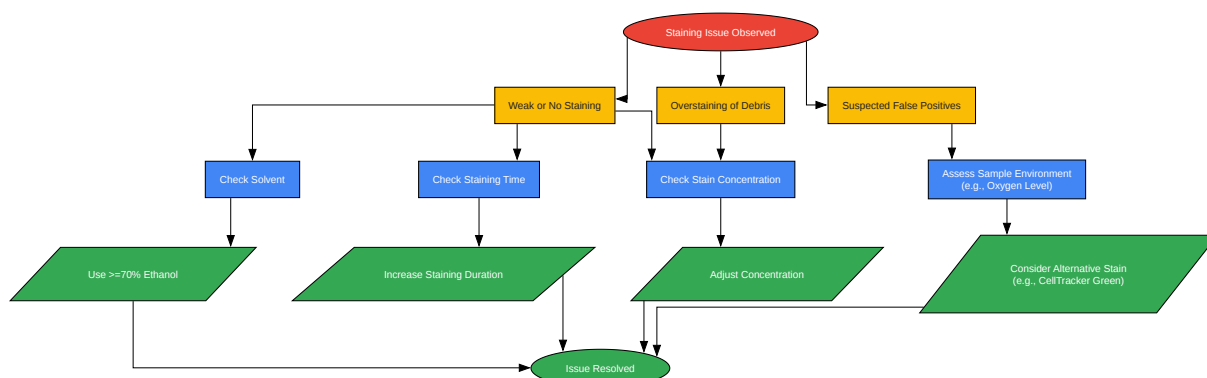 Staining Issue Observed
Weak or No Staining
Overstaining of Debris
Suspected False Positives
Check Solvent
Check Staining Time
Check Stain Concentration
Assess Sample Environment
(e.g., Oxygen Level)
Use >=70% Ethanol
Increase Staining Duration
Adjust Concentration
Consider Alternative Stain
(e.g., CellTracker Green)
Issue Resolved